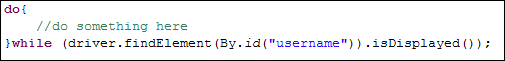 do{
    //do something here
}while (driver.findElement(By.id("username")).isDisplayed());